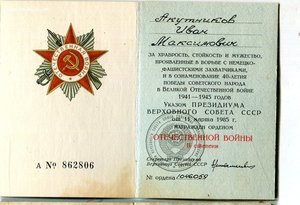 ОТЕЧЕСТВЕННАЯ ВОЙНА
А № 862806
Акутников
Иван
Максимович
ЗА ХРАБРОСТЬ, СТОЙКОСТЬ И МУЖЕСТВО,
ПРОЯВЛЕННЫЕ В БОРЬБЕ С НЕМЕЦКО-
ФАШИСТСКИМИ ЗАХВАТЧИКАМИ,
И В ОЗНАМЕНОВАНИЕ 40-ЛЕТИЯ
ПОБЕДЫ СОВЕТСКОГО НАРОДА
В ВЕЛИКОЙ ОТЕЧЕСТВЕННОЙ ВОЙНЕ
1941—1945 ГОДОВ
Указом ПРЕЗИДИУМА
ВЕРХОВНОГО СОВЕТА СССР
от 11 марта 1985 г.
НАГРАЖДЕН ОРДЕНОМ
ОТЕЧЕСТВЕННОЙ ВОЙНЫ
II степени
Секретарь Президиума
Верховного Совета СССР
№ ордена